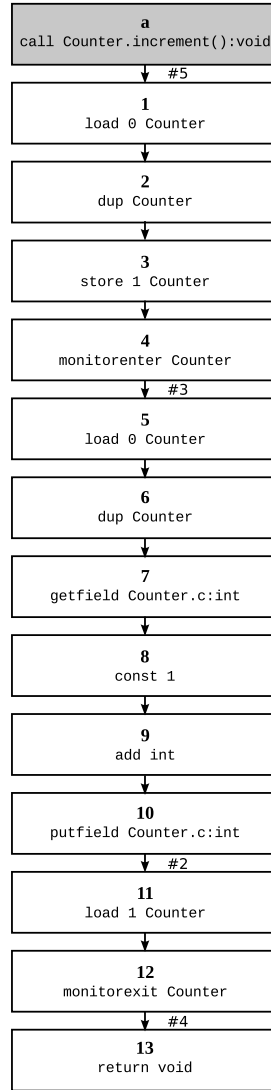 a
call Counter.increment():void
#5
1
load 0 Counter
2
dup Counter
3
store 1 Counter
4
monitorenter Counter
#3
5
load 0 Counter
6
dup Counter
7
getfield Counter.c:int
8
const 1
9
add int
10
putfield Counter.c:int
#2
11
load 1 Counter
12
monitorexit Counter
#4
13
return void